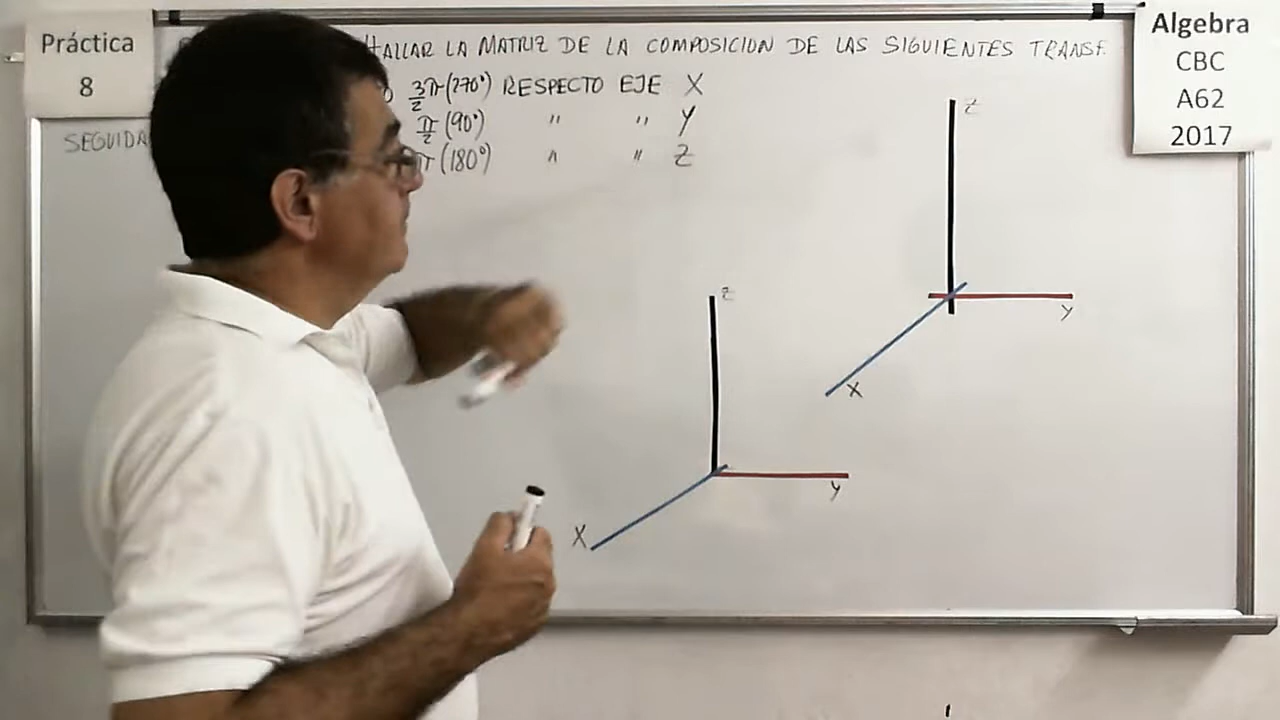 Práctica
8
HALLAR LA MATRIZ DE LA COMPOSICION DE LAS SIGUIENTES TRANSF
3π/2 (270°) RESPECTO EJE X
π/2 (90°) " " Y
SEGUIDA π (180°) " " Z
Algebra
CBC
A62
2017
Z
Y
X
Z
Y
X